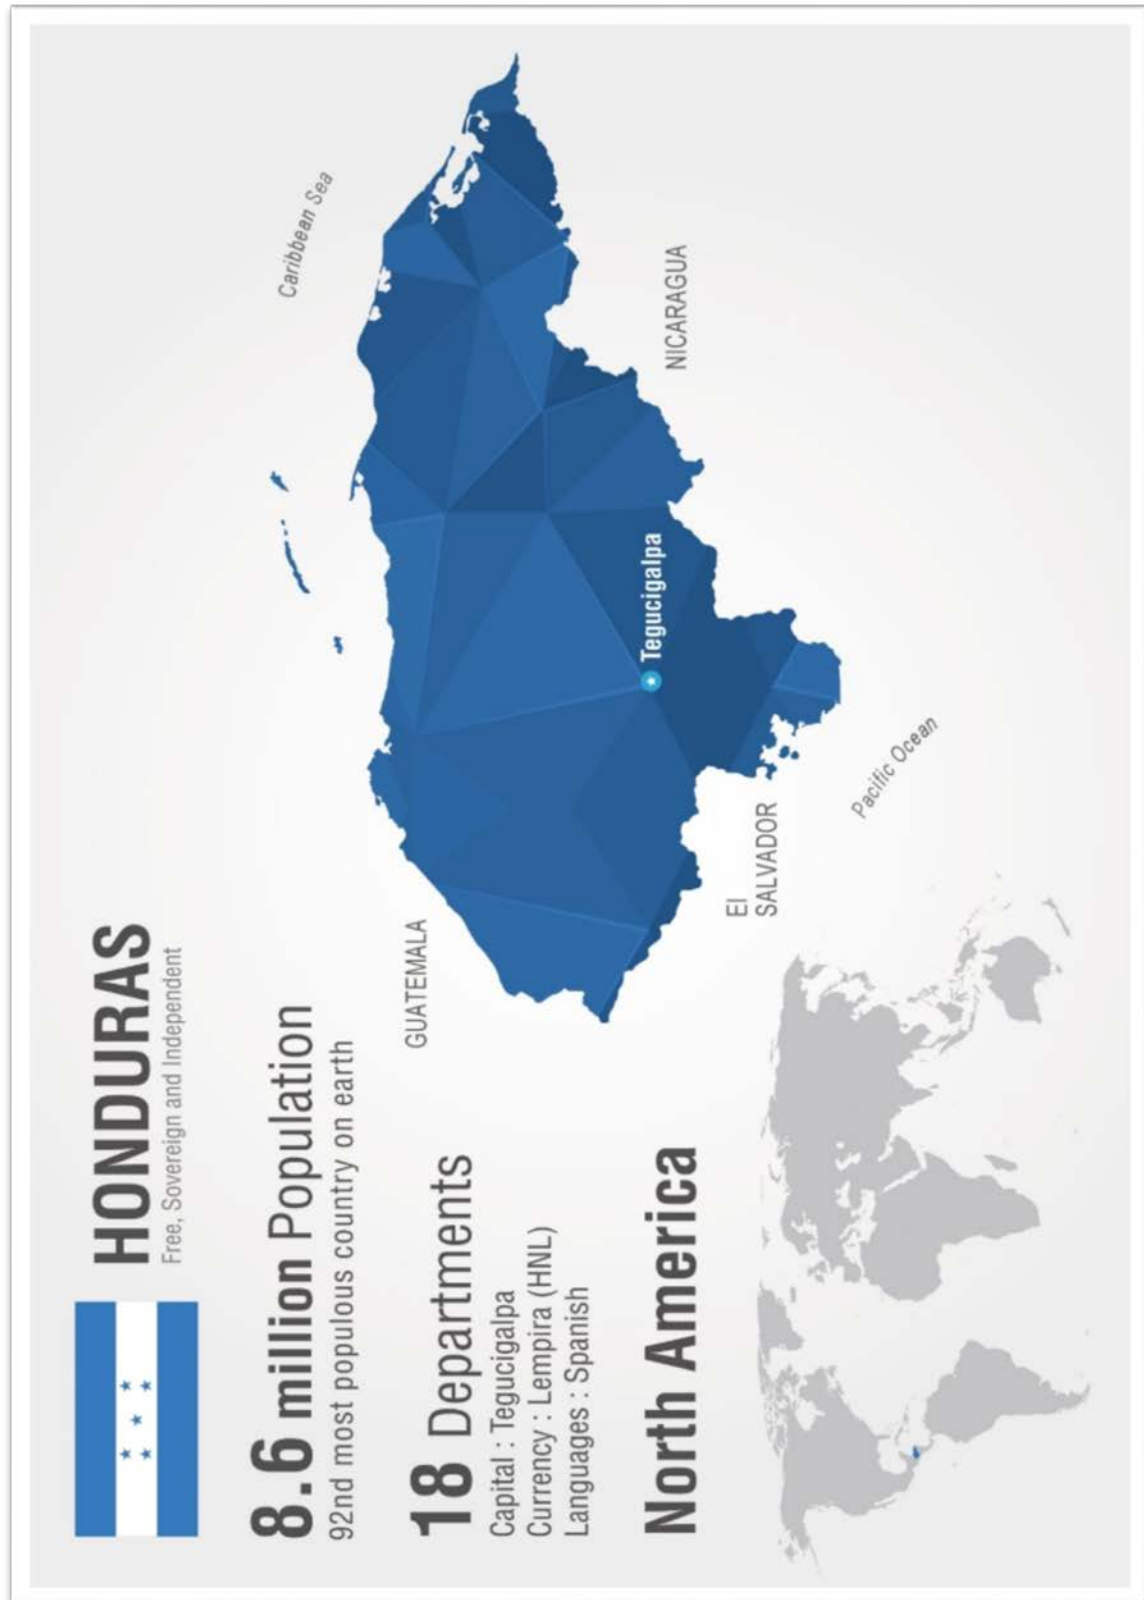 HONDURAS
Free, Sovereign and Independent
8.6 million Population
92nd most populous country on earth
18 Departments
Capital : Tegucigalpa
Currency : Lempira (HNL)
Languages : Spanish
North America
Caribbean Sea
GUATEMALA
Tegucigalpa
NICARAGUA
El
SALVADOR
Pacific Ocean